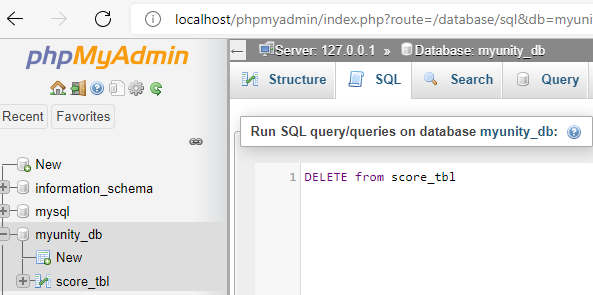 localhost/phpmyadmin/index.php?route=/database/sql&db=myuni
phpMyAdmin
Server: 127.0.0.1 » Database: myunity_db
Structure SQL Search Query
Recent Favorites
Run SQL query/queries on database myunity_db:
New
information_schema
mysql
myunity_db
New
score_tbl
1 DELETE from score_tbl